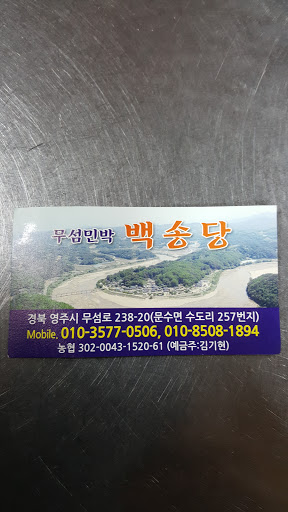 무섬민박 백송당
경북 영주시 무섬로 238-20(문수면 수도리 257번지)
Mobile. 010-3577-0506, 010-8508-1894
농협 302-0043-1520-61 (예금주:김기현)